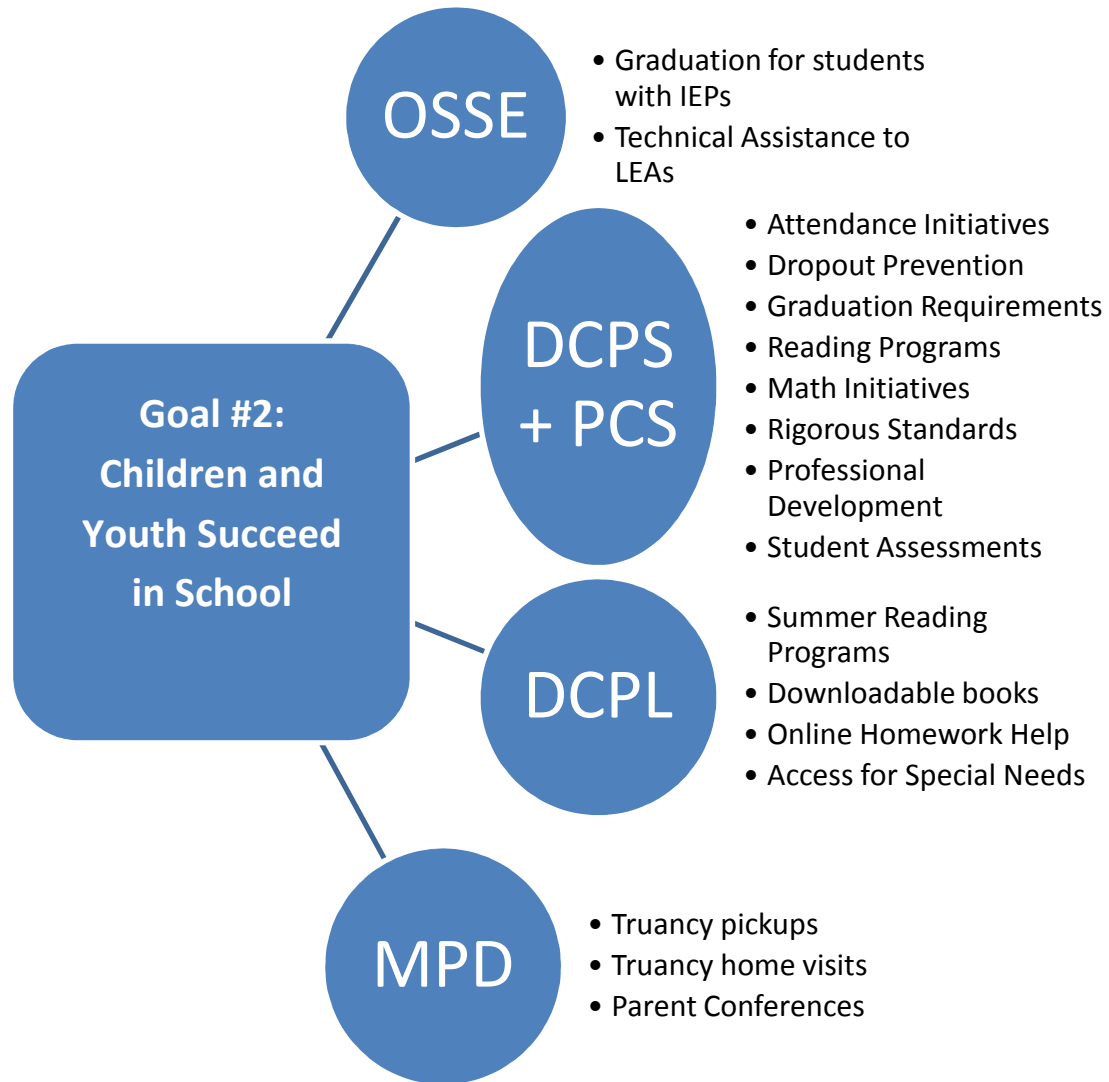 OSSE
• Graduation for students
with IEPs
• Technical Assistance to
LEAs
Goal #2:
Children and
Youth Succeed
in School
DCPS
+ PCS
• Attendance Initiatives
• Dropout Prevention
• Graduation Requirements
• Reading Programs
• Math Initiatives
• Rigorous Standards
• Professional
Development
• Student Assessments
DCPL
• Summer Reading
Programs
• Downloadable books
• Online Homework Help
• Access for Special Needs
MPD
• Truancy pickups
• Truancy home visits
• Parent Conferences